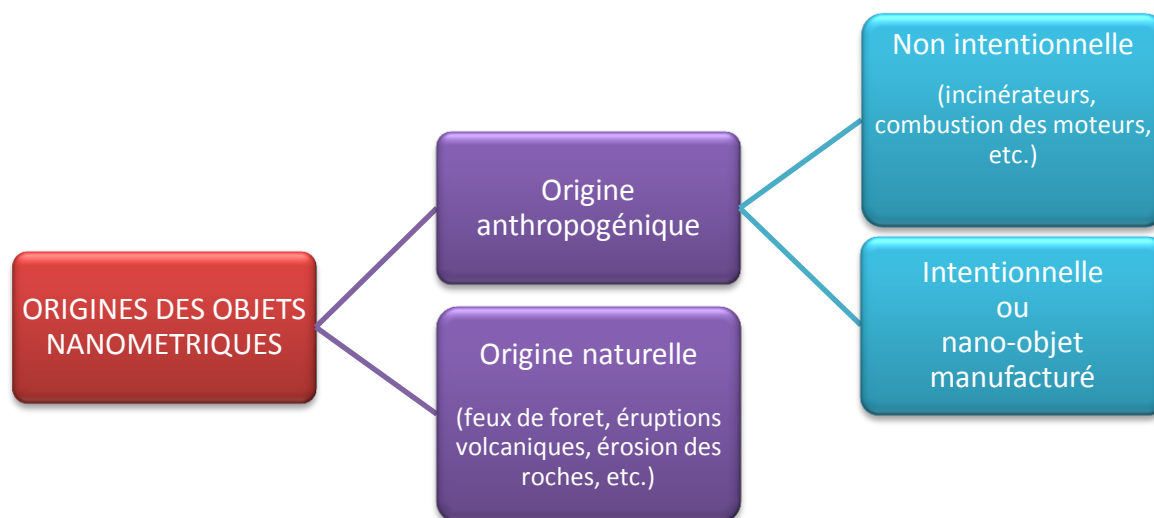 ORIGINES DES OBJETS
NANOMETRIQUES
Origine
anthropogénique
Origine naturelle
(feux de foret, éruptions
volcaniques, érosion des
roches, etc.)
Non intentionnelle
(incinérateurs,
combustion des moteurs,
etc.)
Intentionnelle
ou
nano-objet
manufacturé